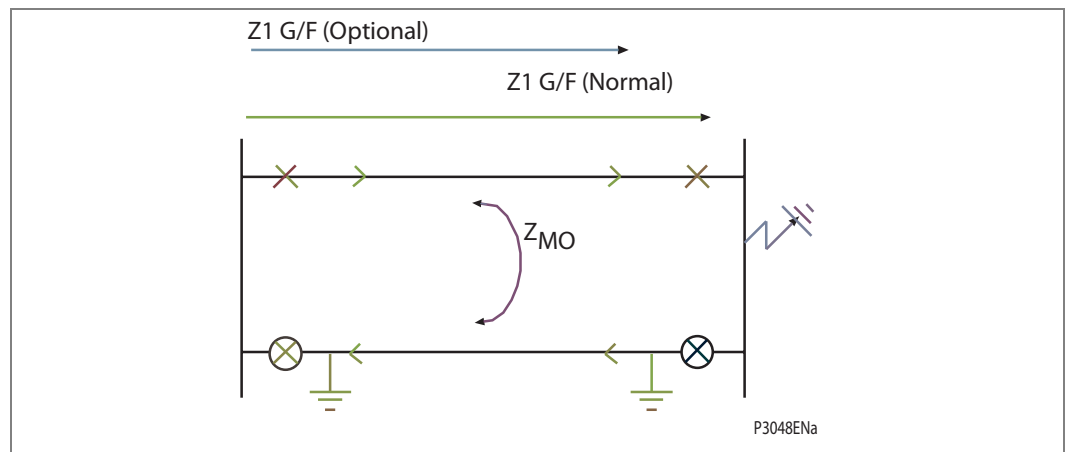 Z1 G/F (Optional)
Z1 G/F (Normal)
ZMO
P3048ENa